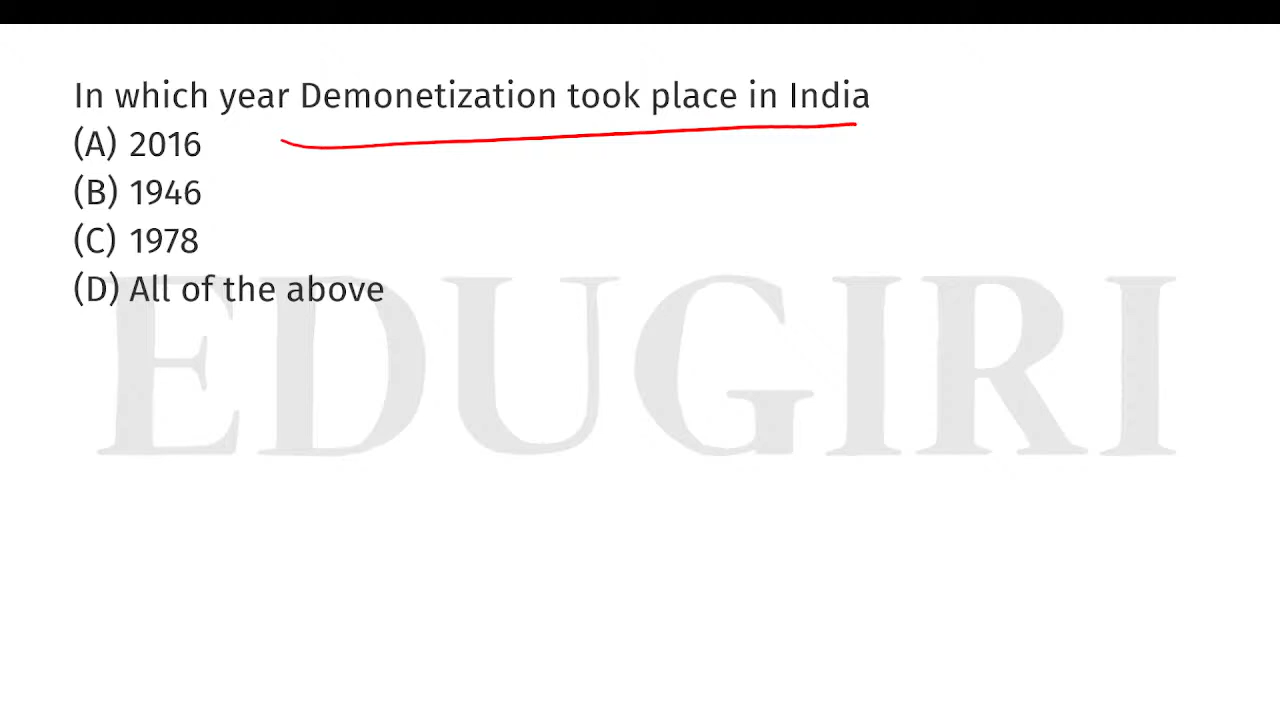 In which year Demonetization took place in India
(A) 2016
(B) 1946
(C) 1978
(D) All of the above
EDUGIRI